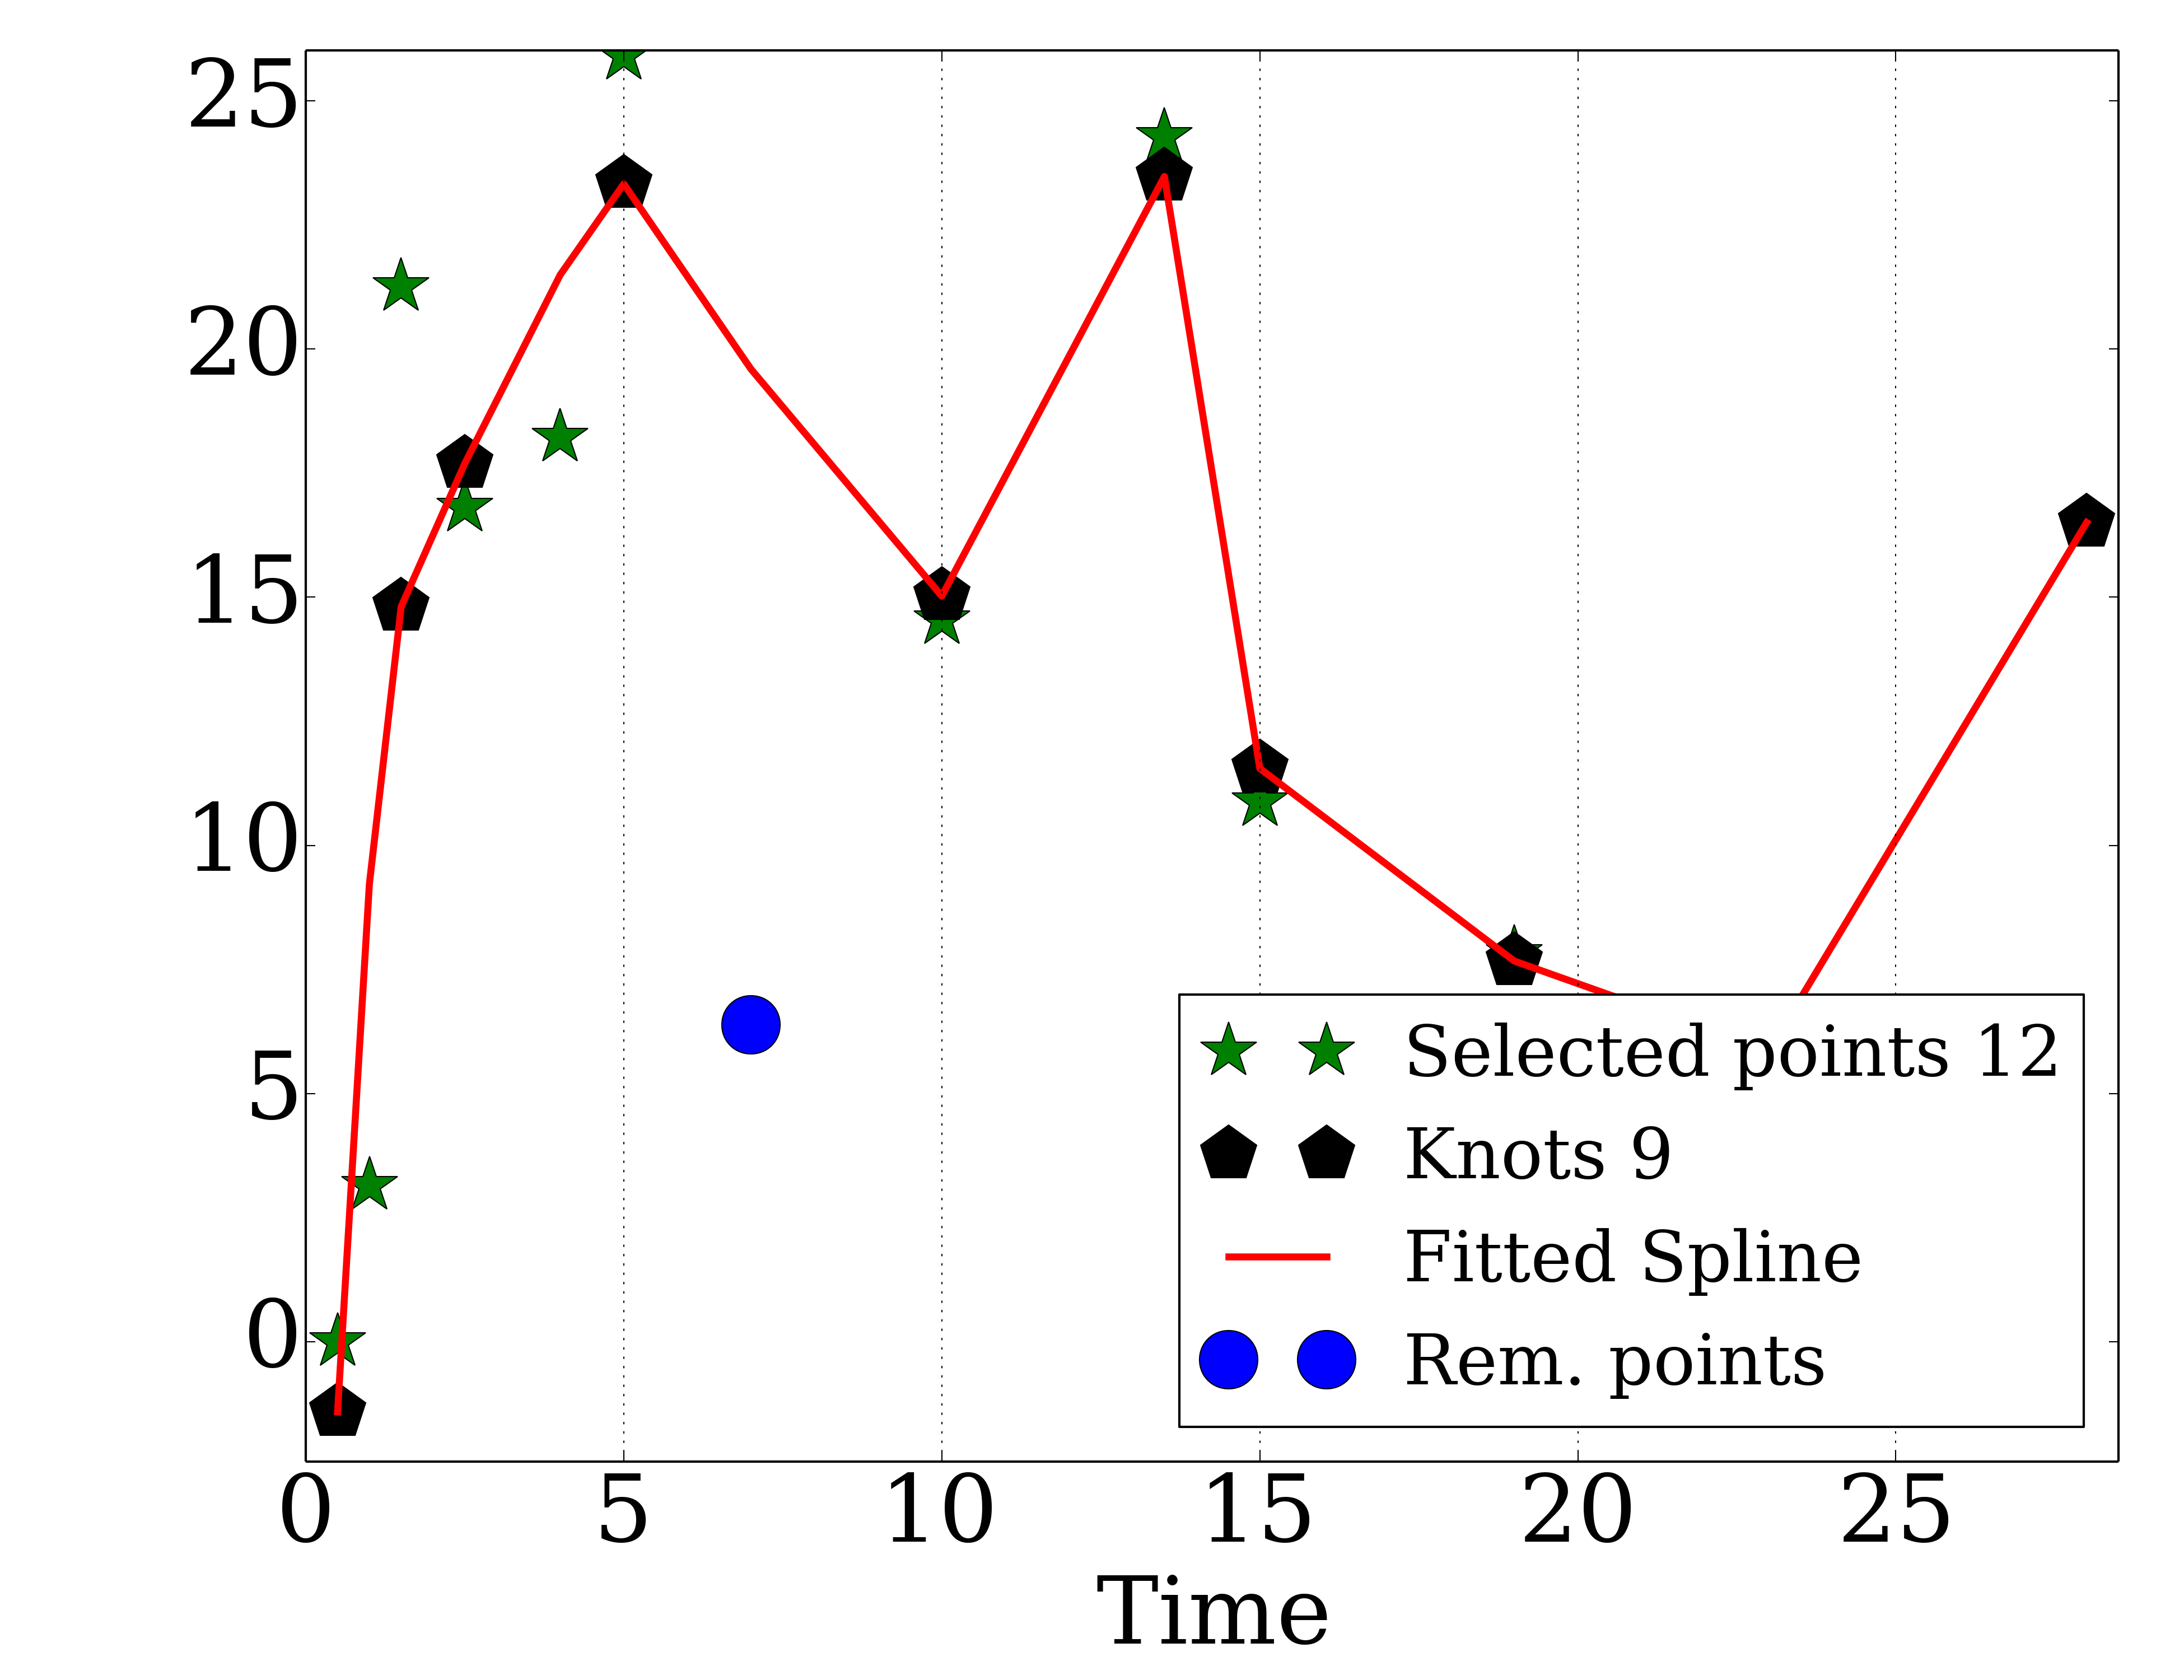 25
20
15
10
5
0
Selected points 12
Knots 9
Fitted Spline
Rem. points
0 5 10 15 20 25
Time